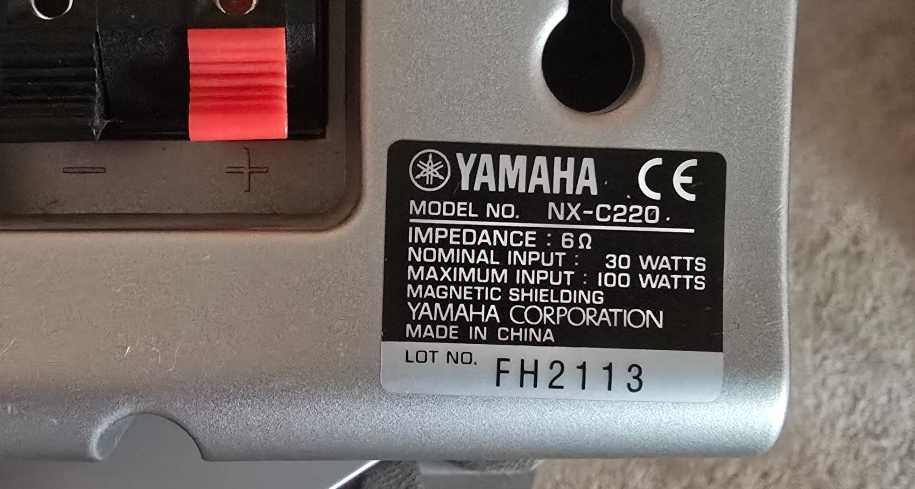 − +
YAMAHA CE
MODEL NO. NX-C220
IMPEDANCE : 6Ω
NOMINAL INPUT : 30 WATTS
MAXIMUM INPUT : 100 WATTS
MAGNETIC SHIELDING
YAMAHA CORPORATION
MADE IN CHINA
LOT NO. FH2113